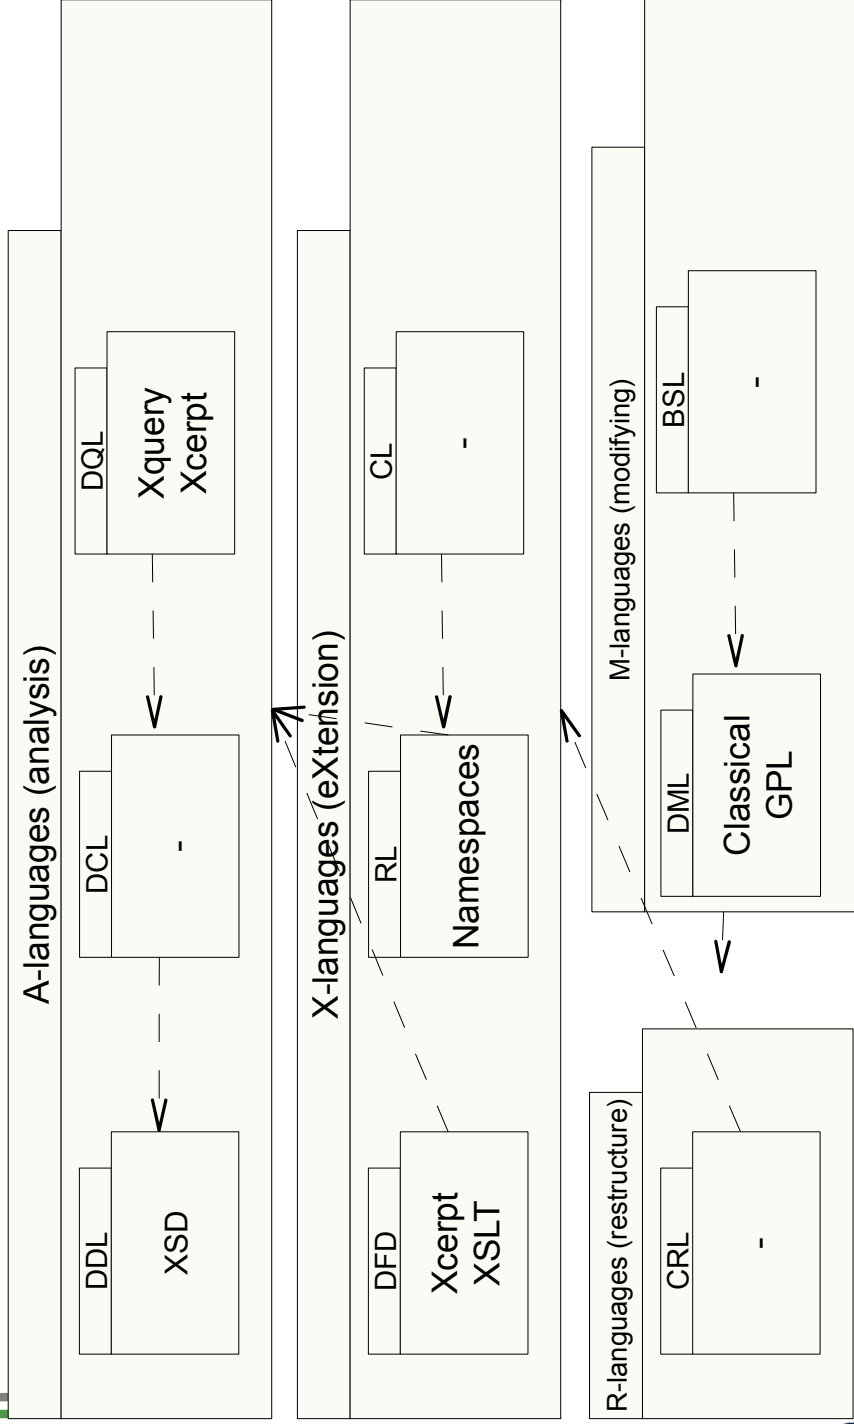 A-languages (analysis)
DDL
XSD
DCL
-
DQL
Xquery
Xcerpt
X-languages (eXtension)
DFD
Xcerpt
XSLT
RL
Namespaces
CL
-
R-languages (restructure)
CRL
-
M-languages (modifying)
DML
Classical
GPL
BSL
-